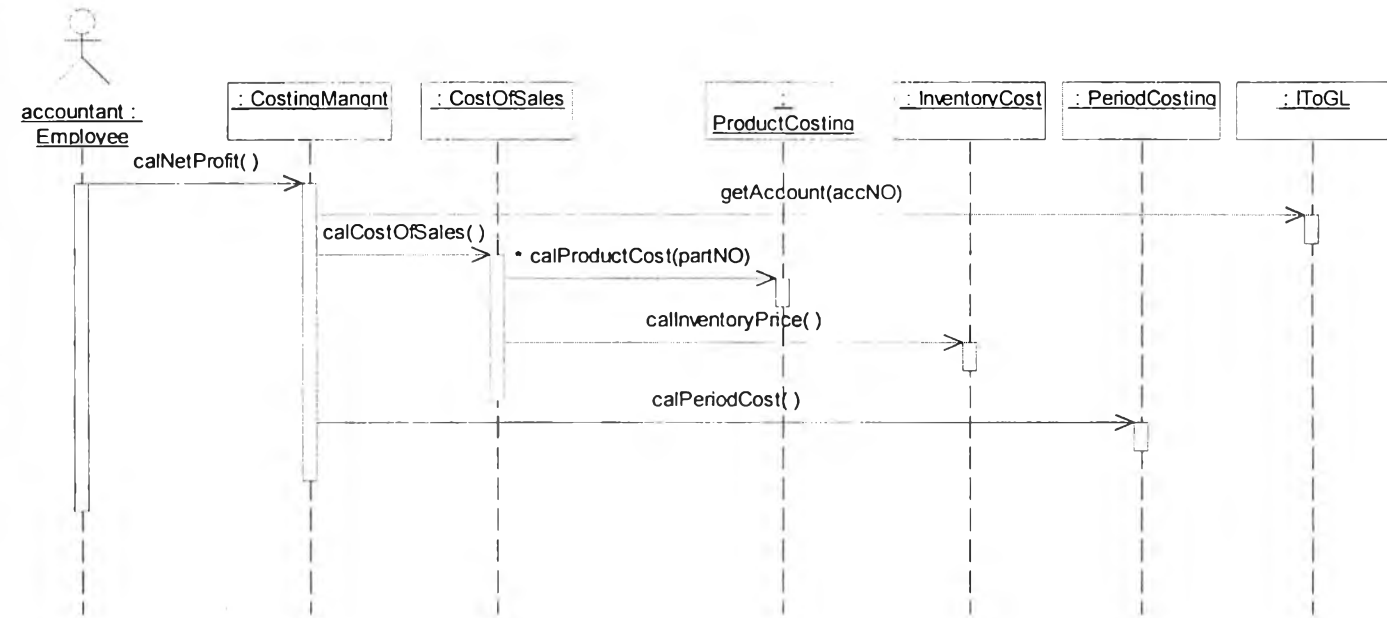 accountant :
Employee
: CostingMangnt
: CostOfSales
:
ProductCosting
: InventoryCost
: PeriodCosting
: IToGL
calNetProfit( )
getAccount(accNO)
calCostOfSales( )
* calProductCost(partNO)
calInventoryPrice( )
calPeriodCost( )